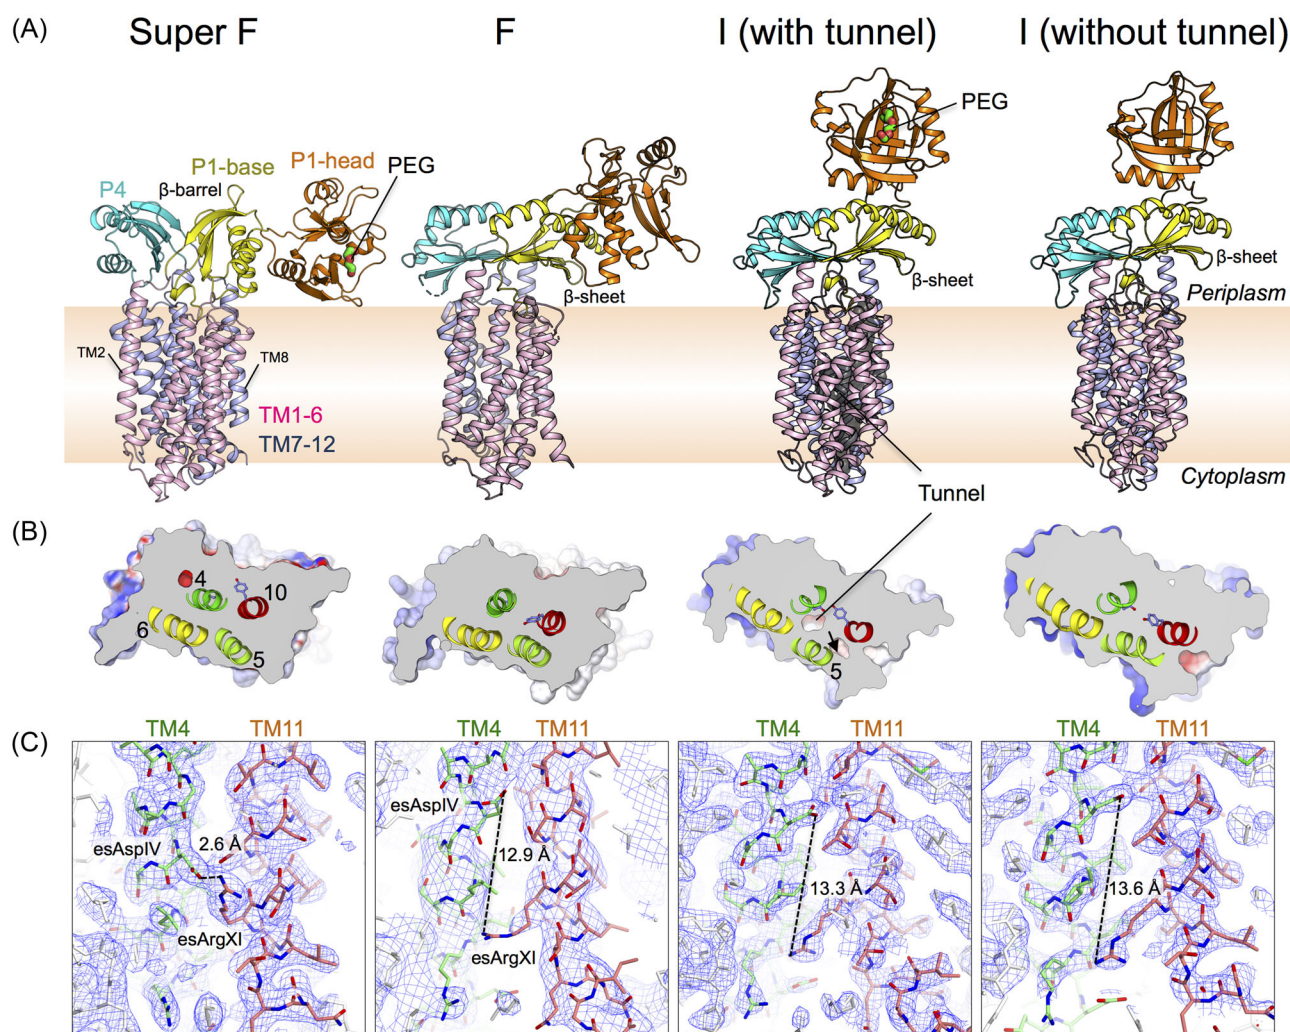 (A)
Super F
F
I (with tunnel)
I (without tunnel)
PEG
P1-base
P1-head
PEG
P4
β-barrel
β-sheet
β-sheet
β-sheet
Periplasm
TM2
TM8
TM1-6
TM7-12
Cytoplasm
Tunnel
(B)
4
10
6
5
5
(C)
TM4
TM11
TM4
TM11
TM4
TM11
TM4
TM11
esAspIV
2.6 Å
esArgXI
esAspIV
12.9 Å
esArgXI
13.3 Å
13.6 Å